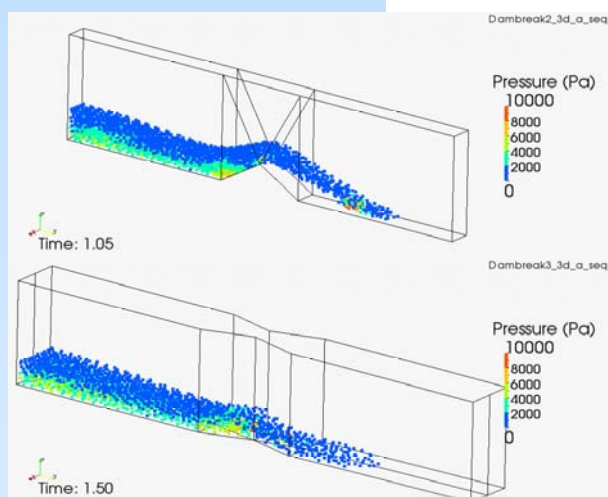 Dambreak2_3d_a_seq
Pressure (Pa)
10000
8000
6000
4000
2000
0
Time: 1.05
Dambreak3_3d_a_seq
Pressure (Pa)
10000
8000
6000
4000
2000
0
Time: 1.50